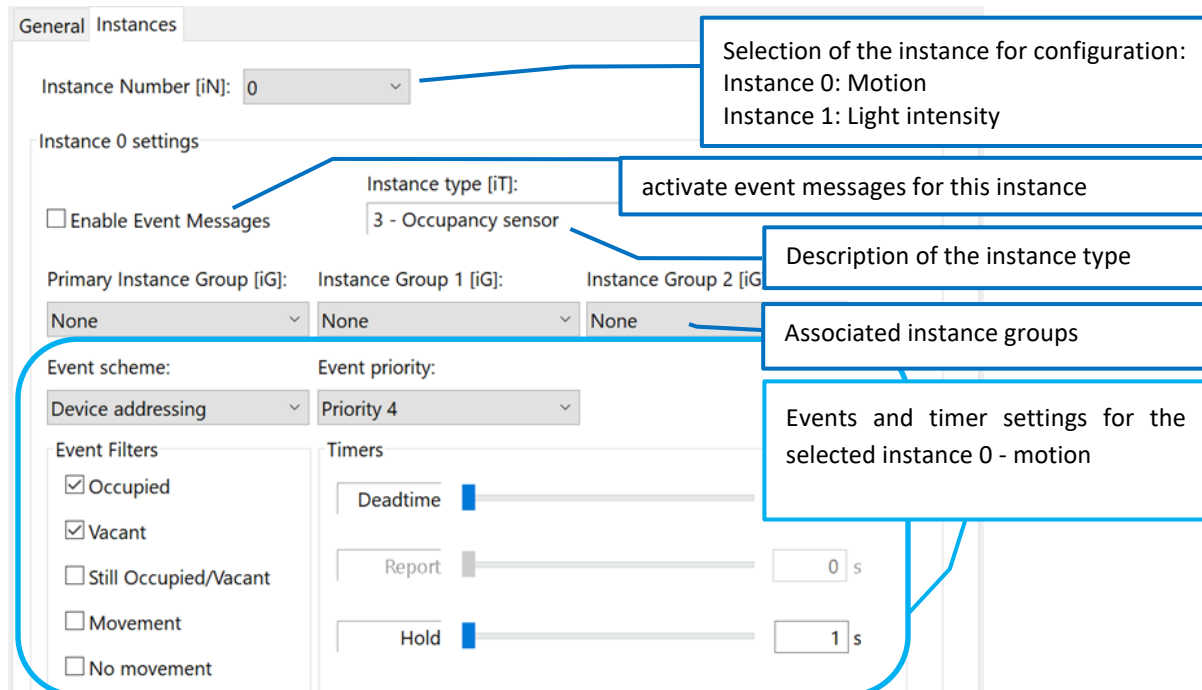 General Instances
Instance Number [iN]: 0
Selection of the instance for configuration:
Instance 0: Motion
Instance 1: Light intensity
Instance 0 settings
Instance type [iT]:
activate event messages for this instance
Enable Event Messages
3 - Occupancy sensor
Description of the instance type
Primary Instance Group [iG]: Instance Group 1 [iG]: Instance Group 2 [iG
None None None
Associated instance groups
Event scheme: Event priority:
Device addressing Priority 4
Events and timer settings for the
selected instance 0 - motion
Event Filters Timers
Occupied
Deadtime
Vacant
Still Occupied/Vacant
Report 0 s
Movement
Hold 1 s
No movement